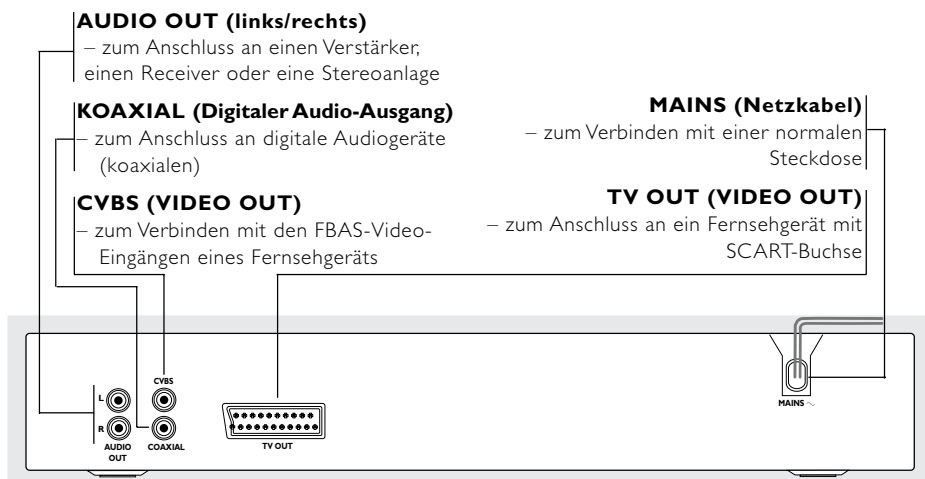 AUDIO OUT (links/rechts)
– zum Anschluss an einen Verstärker,
einen Receiver oder eine Stereoanlage
KOAXIAL (Digitaler Audio-Ausgang)
– zum Anschluss an digitale Audiogeräte
(koaxialen)
CVBS (VIDEO OUT)
– zum Verbinden mit den FBAS-Video-
Eingängen eines Fernsehgeräts
MAINS (Netzkabel)
– zum Verbinden mit einer normalen
Steckdose
TV OUT (VIDEO OUT)
– zum Anschluss an ein Fernsehgerät mit
SCART-Buchse
L
R
AUDIO
OUT
CVBS
COAXIAL
TV OUT
MAINS ~